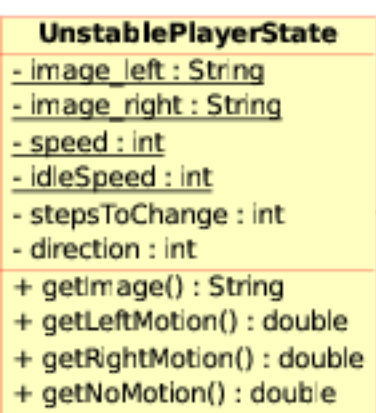 UnstablePlayerState
- image_left : String
- image_right : String
- speed : int
- idleSpeed : int
- stepsToChange : int
- direction : int
+ getImage() : String
+ getLeftMotion() : double
+ getRightMotion() : double
+ getNoMotion() : double